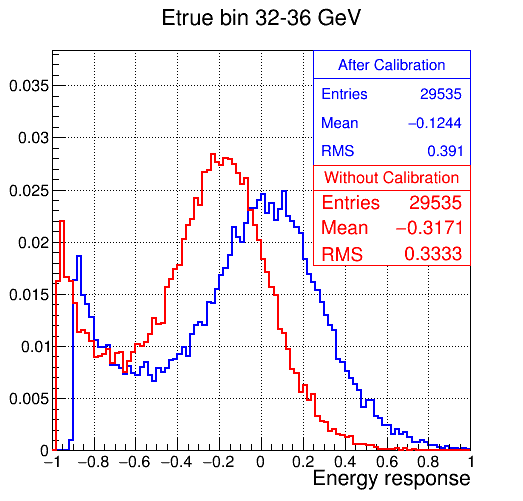 Etrue bin 32-36 GeV
After Calibration
Entries 29535
Mean −0.1244
RMS 0.391
Without Calibration
Entries 29535
Mean −0.3171
RMS 0.3333
0.035
0.03
0.025
0.02
0.015
0.01
0.005
0
−1 −0.8 −0.6 −0.4 −0.2 0 0.2 0.4 0.6 0.8 1
Energy response